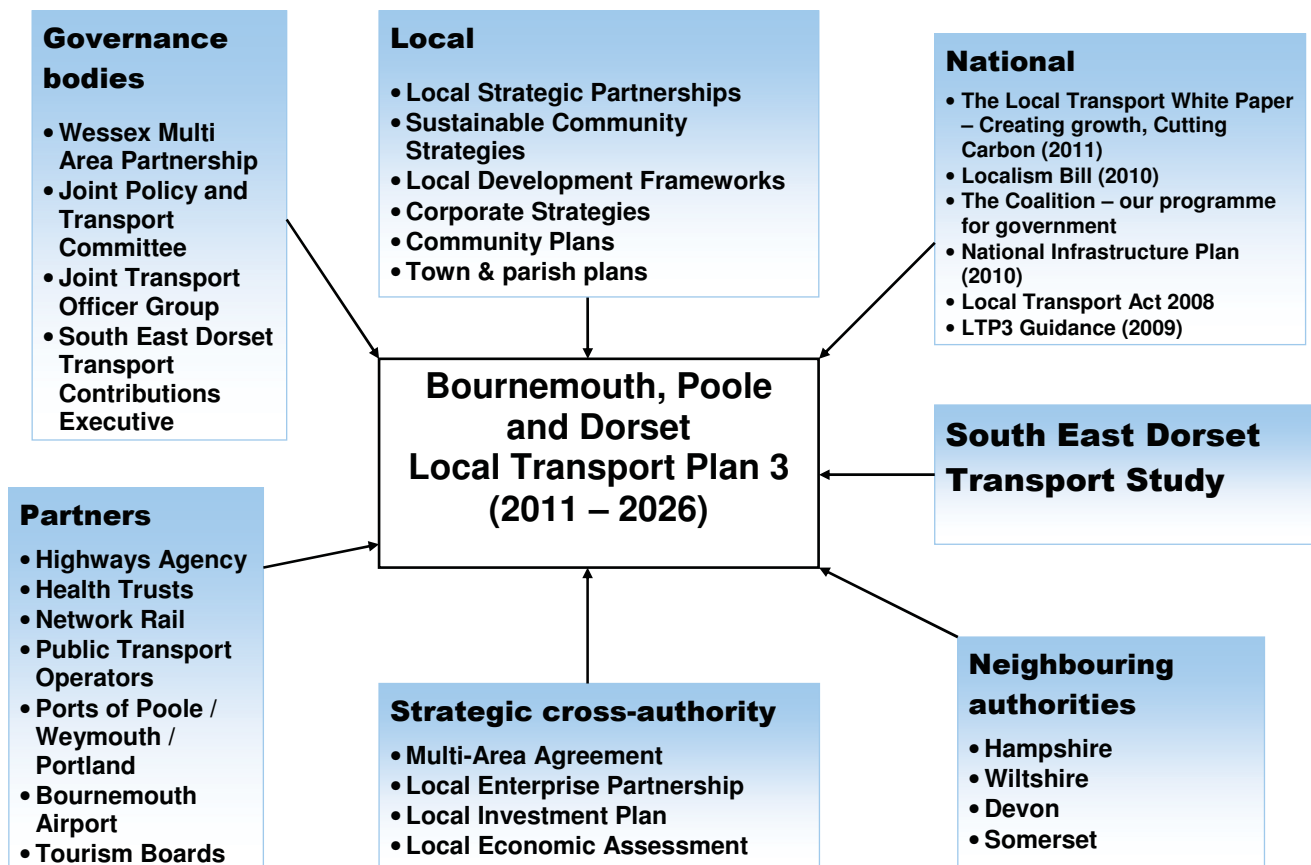 Governance
bodies
• Wessex Multi
Area Partnership
• Joint Policy and
Transport
Committee
• Joint Transport
Officer Group
• South East Dorset
Transport
Contributions
Executive
Local
• Local Strategic Partnerships
• Sustainable Community
Strategies
• Local Development Frameworks
• Corporate Strategies
• Community Plans
• Town & parish plans
National
• The Local Transport White Paper
– Creating growth, Cutting
Carbon (2011)
• Localism Bill (2010)
• The Coalition – our programme
for government
• National Infrastructure Plan
(2010)
• Local Transport Act 2008
• LTP3 Guidance (2009)
Bournemouth, Poole
and Dorset
Local Transport Plan 3
(2011 – 2026)
South East Dorset
Transport Study
Partners
• Highways Agency
• Health Trusts
• Network Rail
• Public Transport
Operators
• Ports of Poole /
Weymouth /
Portland
• Bournemouth
Airport
• Tourism Boards
Strategic cross-authority
• Multi-Area Agreement
• Local Enterprise Partnership
• Local Investment Plan
• Local Economic Assessment
Neighbouring
authorities
• Hampshire
• Wiltshire
• Devon
• Somerset